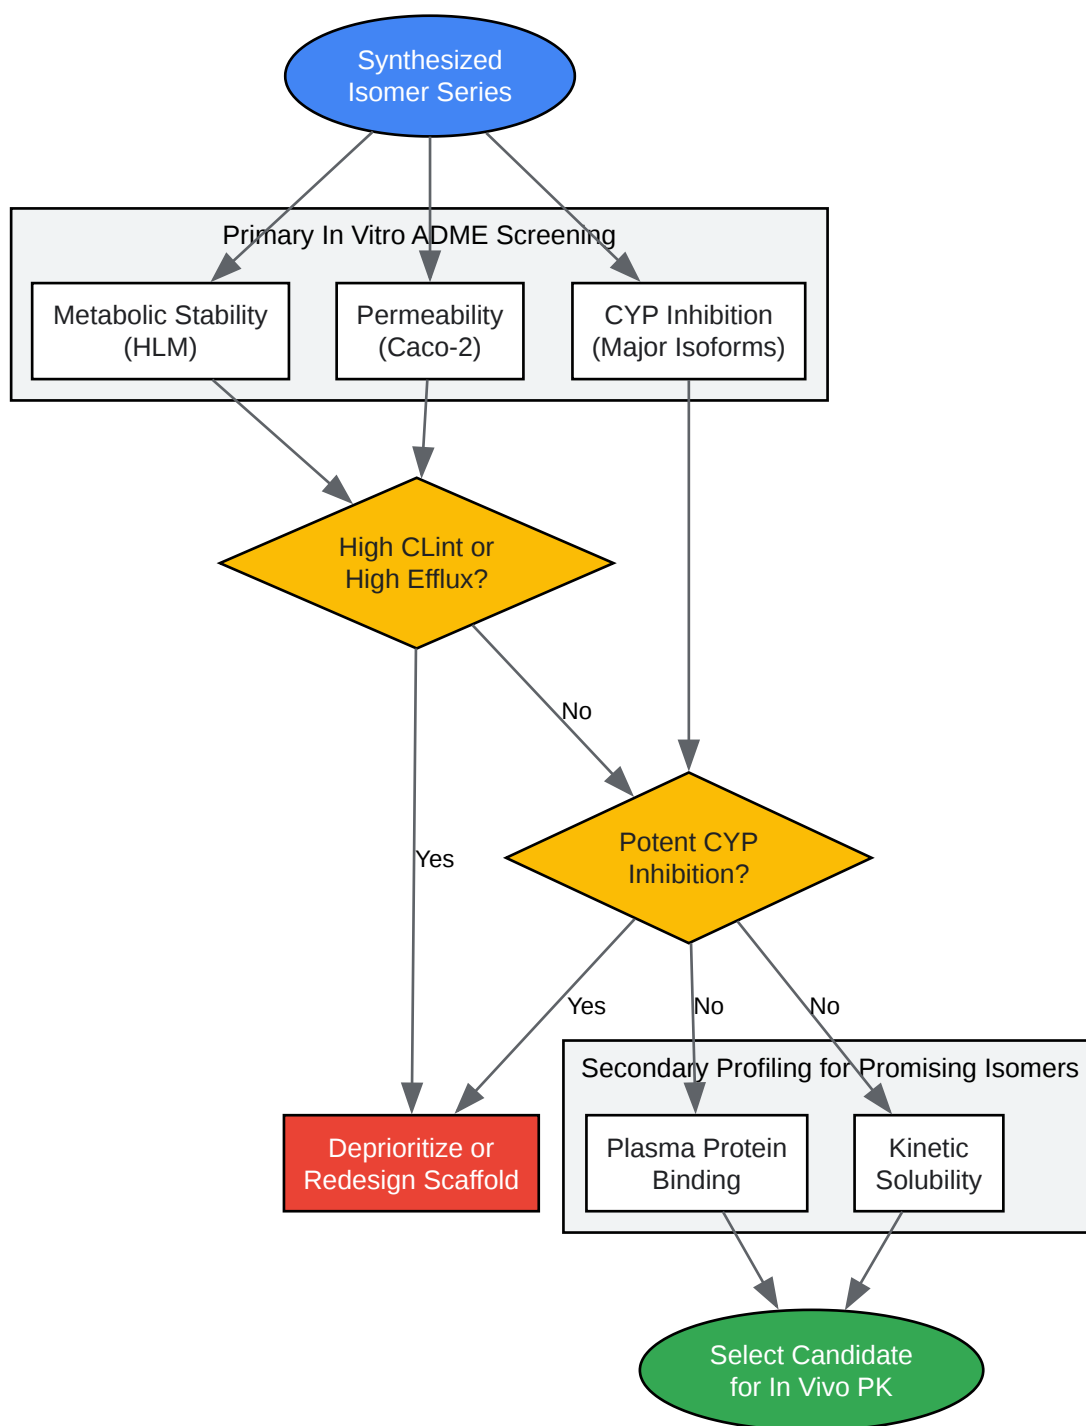 Synthesized
Isomer Series
Primary In Vitro ADME Screening
Metabolic Stability
(HLM)
Permeability
(Caco-2)
CYP Inhibition
(Major Isoforms)
High CLint or
High Efflux?
No
Yes
Potent CYP
Inhibition?
Yes
No
No
Secondary Profiling for Promising Isomers
Deprioritize or
Redesign Scaffold
Plasma Protein
Binding
Kinetic
Solubility
Select Candidate
for In Vivo PK